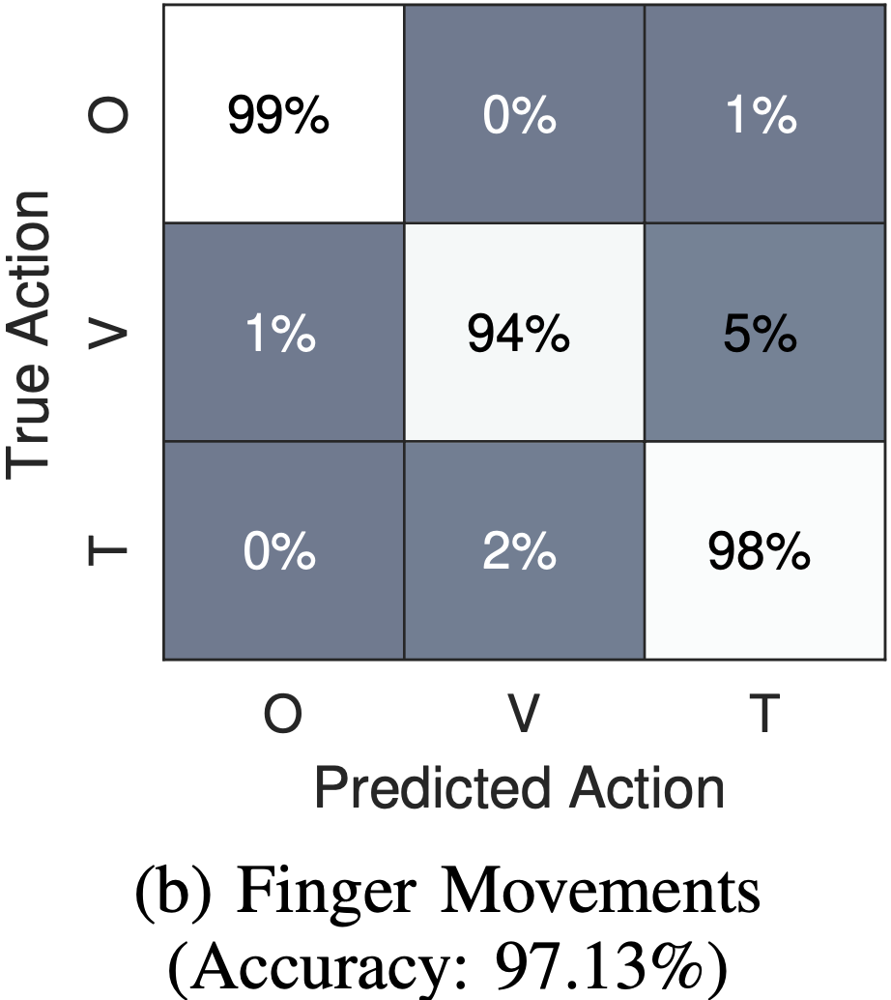 True Action
O
99%
0%
1%
V
1%
94%
5%
T
0%
2%
98%
O V T
Predicted Action
(b) Finger Movements
(Accuracy: 97.13%)